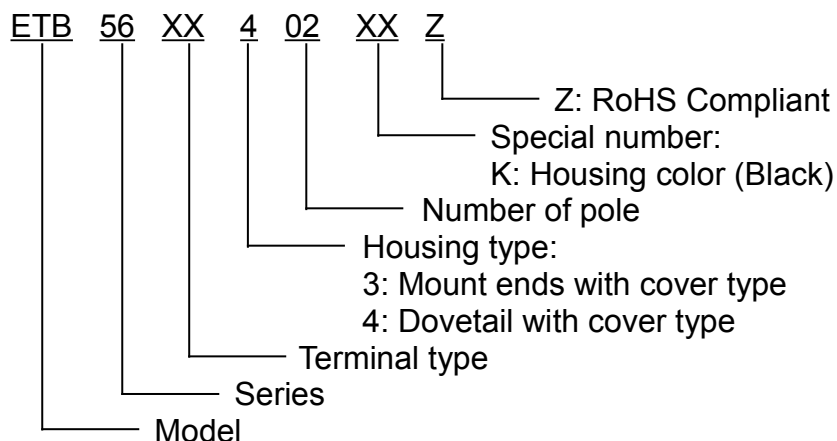 ETB 56 XX 4 02 XX Z
Z: RoHS Compliant
Special number:
K: Housing color (Black)
Number of pole
Housing type:
3: Mount ends with cover type
4: Dovetail with cover type
Terminal type
Series
Model